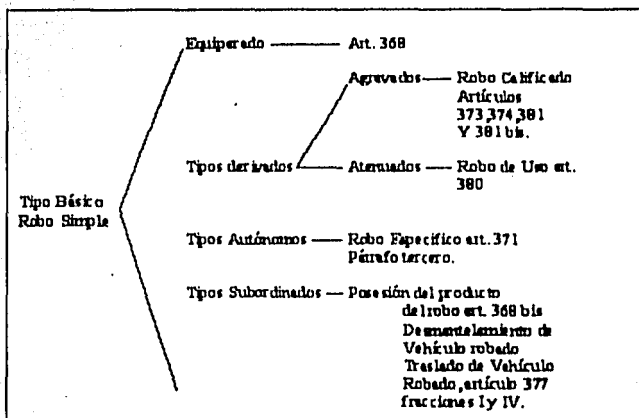 Equiparado Art. 368
Agravados Robo Calificado
Artículos
373,374,381
Y 381 bis.
Tipos derivados Atenuados Robo de Uso art.
380
Tipo Básico
Robo Simple
Tipos Autónomos Robo Específico art. 371
Párrafo tercero.
Tipos Subordinados Posesión del producto
del robo art. 368 bis
Desmantelamiento de
Vehículo robado
Traslado de Vehículo
Robado, artículo 377
fracciones I y IV.